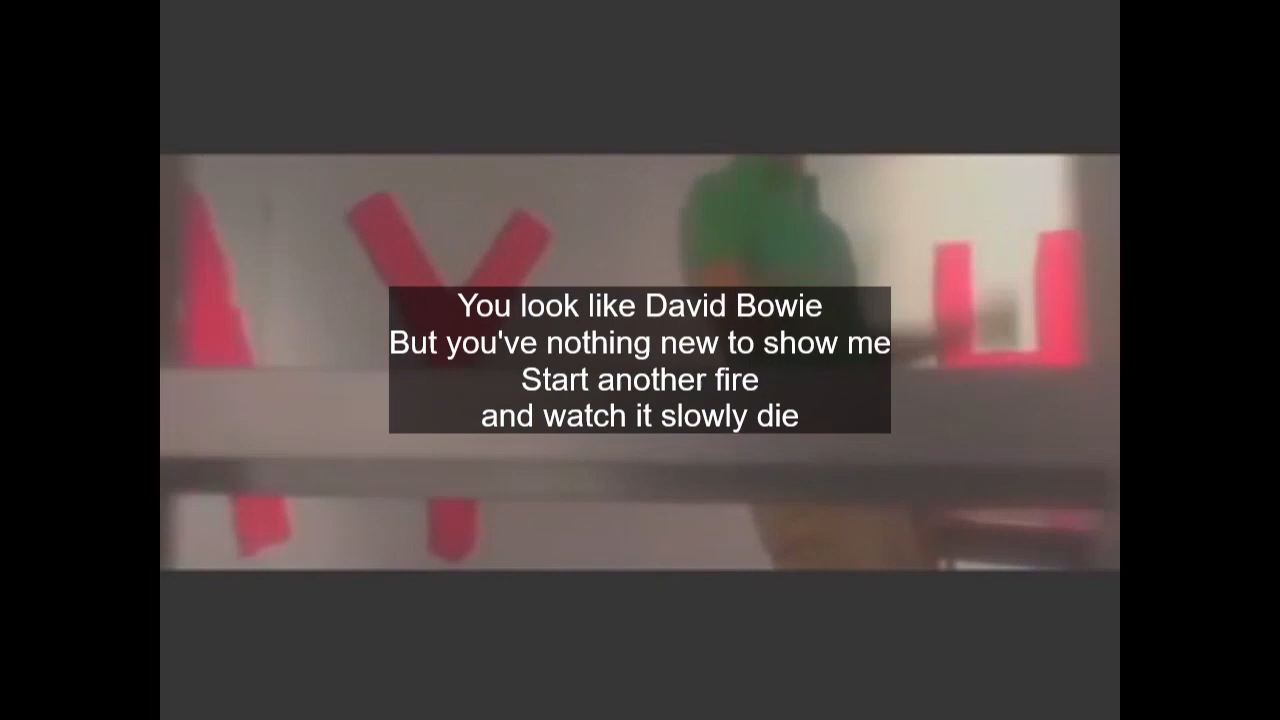 You look like David Bowie
But you've nothing new to show me
Start another fire
and watch it slowly die